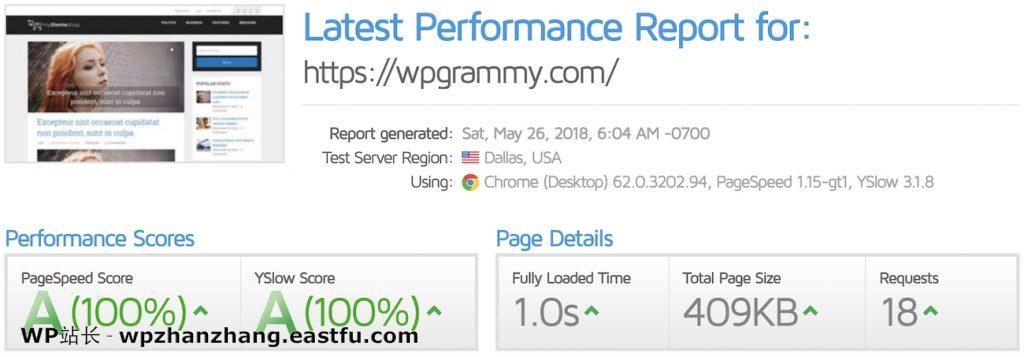 Latest Performance Report for:
https://wpgrammy.com/
mythemeshop
POLITICS BUSINESS FEATURES BREAKING
Excepteur sint occaecat cupidatat
non proident, sunt in culpa.
Excepteur sint occaecat cupidatat
non proident, sunt in culpa.
POPULAR POSTS
Report generated: Sat, May 26, 2018, 6:04 AM -0700
Test Server Region: Dallas, USA
Using: Chrome (Desktop) 62.0.3202.94, PageSpeed 1.15-gt1, YSlow 3.1.8
Performance Scores
PageSpeed Score
A (100%)
YSlow Score
A (100%)
Page Details
Fully Loaded Time
1.0s
Total Page Size
409KB
Requests
18
WP站长 - wpzhanzhang.eastfu.com